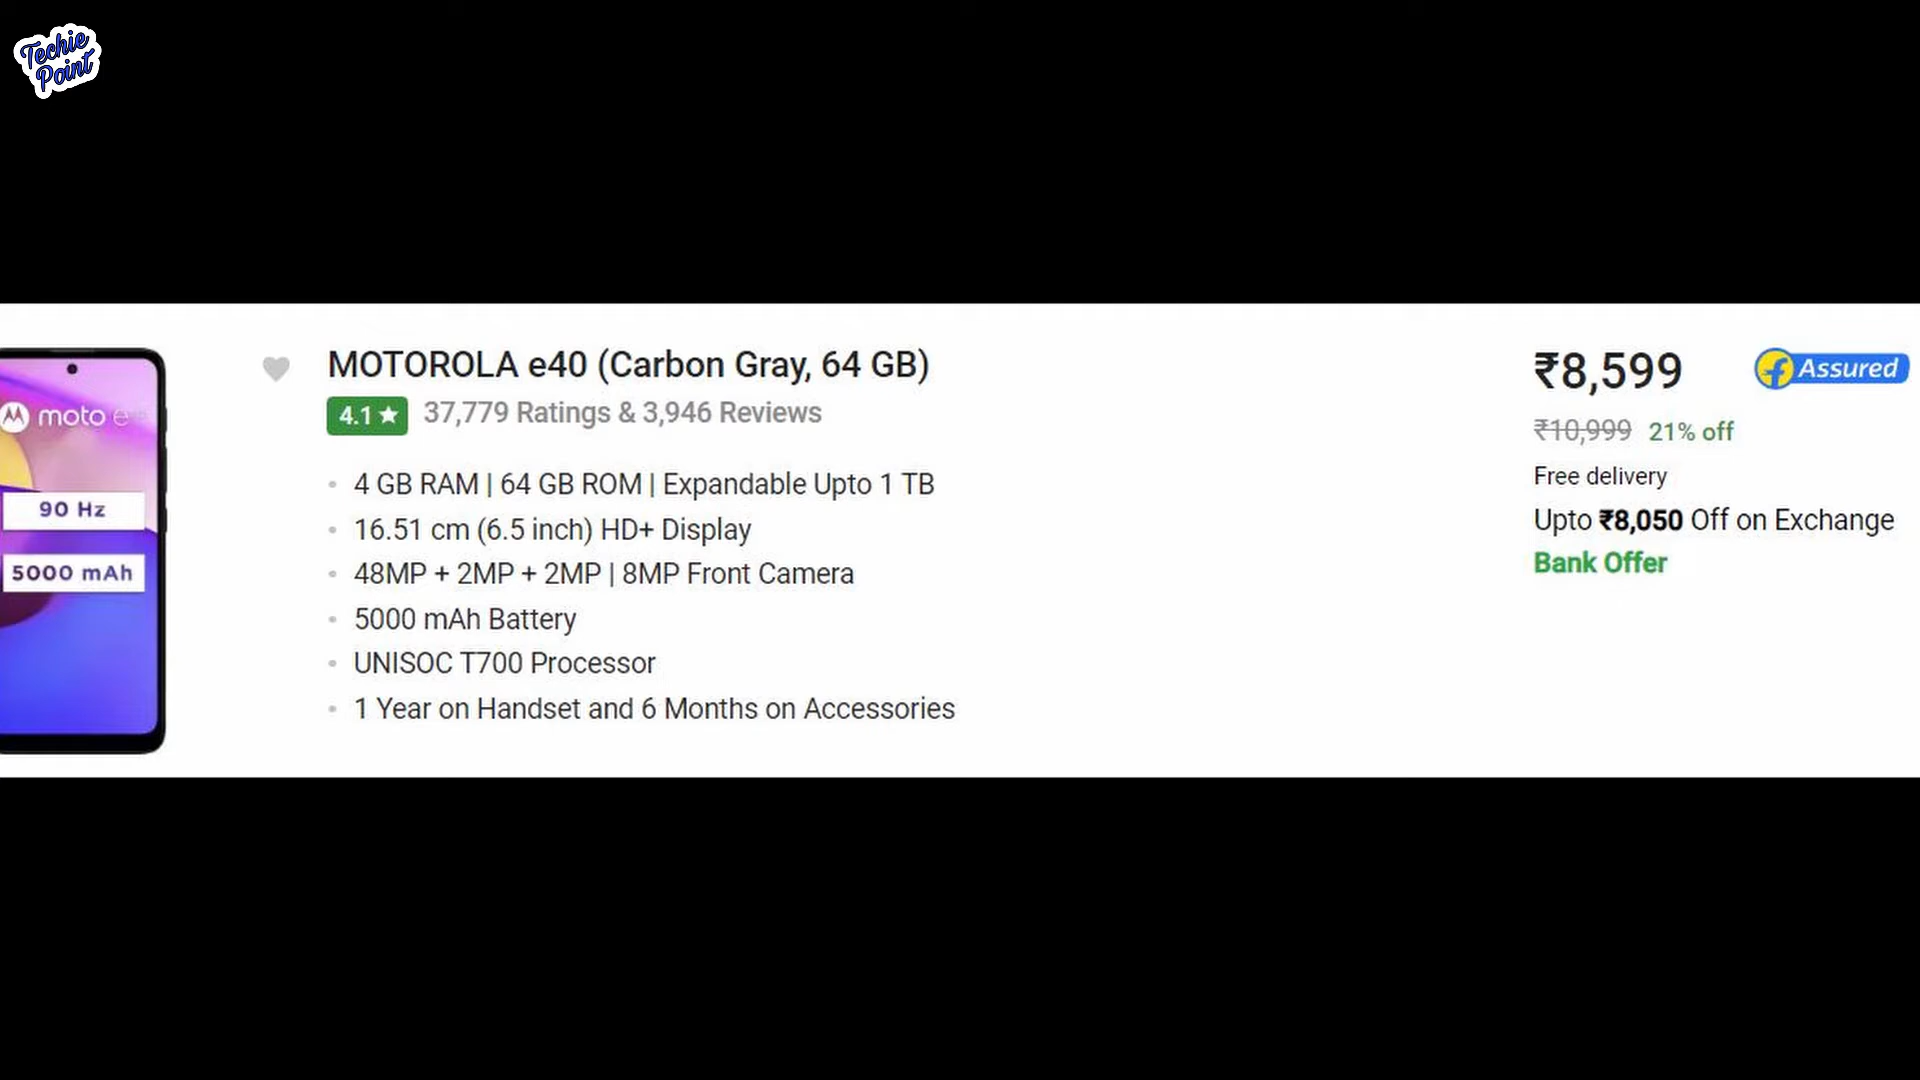 Techie
Point
moto e
90 Hz
5000 mAh
MOTOROLA e40 (Carbon Gray, 64 GB)
4.1★ 37,779 Ratings & 3,946 Reviews
4 GB RAM | 64 GB ROM | Expandable Upto 1 TB
16.51 cm (6.5 inch) HD+ Display
48MP + 2MP + 2MP | 8MP Front Camera
5000 mAh Battery
UNISOC T700 Processor
1 Year on Handset and 6 Months on Accessories
₹8,599 Assured
₹10,999 21% off
Free delivery
Upto ₹8,050 Off on Exchange
Bank Offer